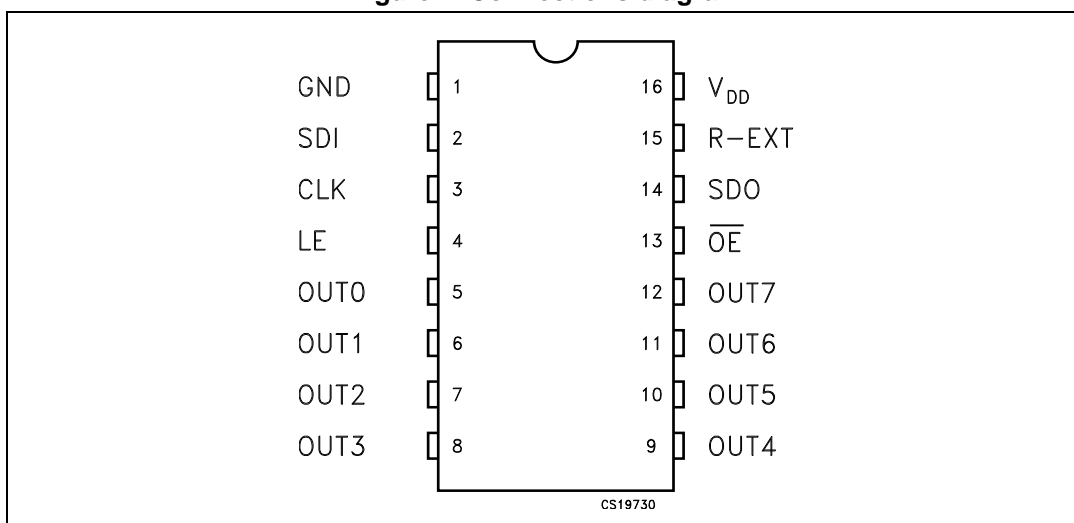 GND 1 16 VDD
SDI 2 15 R-EXT
CLK 3 14 SDO
LE 4 13 O̅E̅
OUT0 5 12 OUT7
OUT1 6 11 OUT6
OUT2 7 10 OUT5
OUT3 8 9 OUT4
CS19730